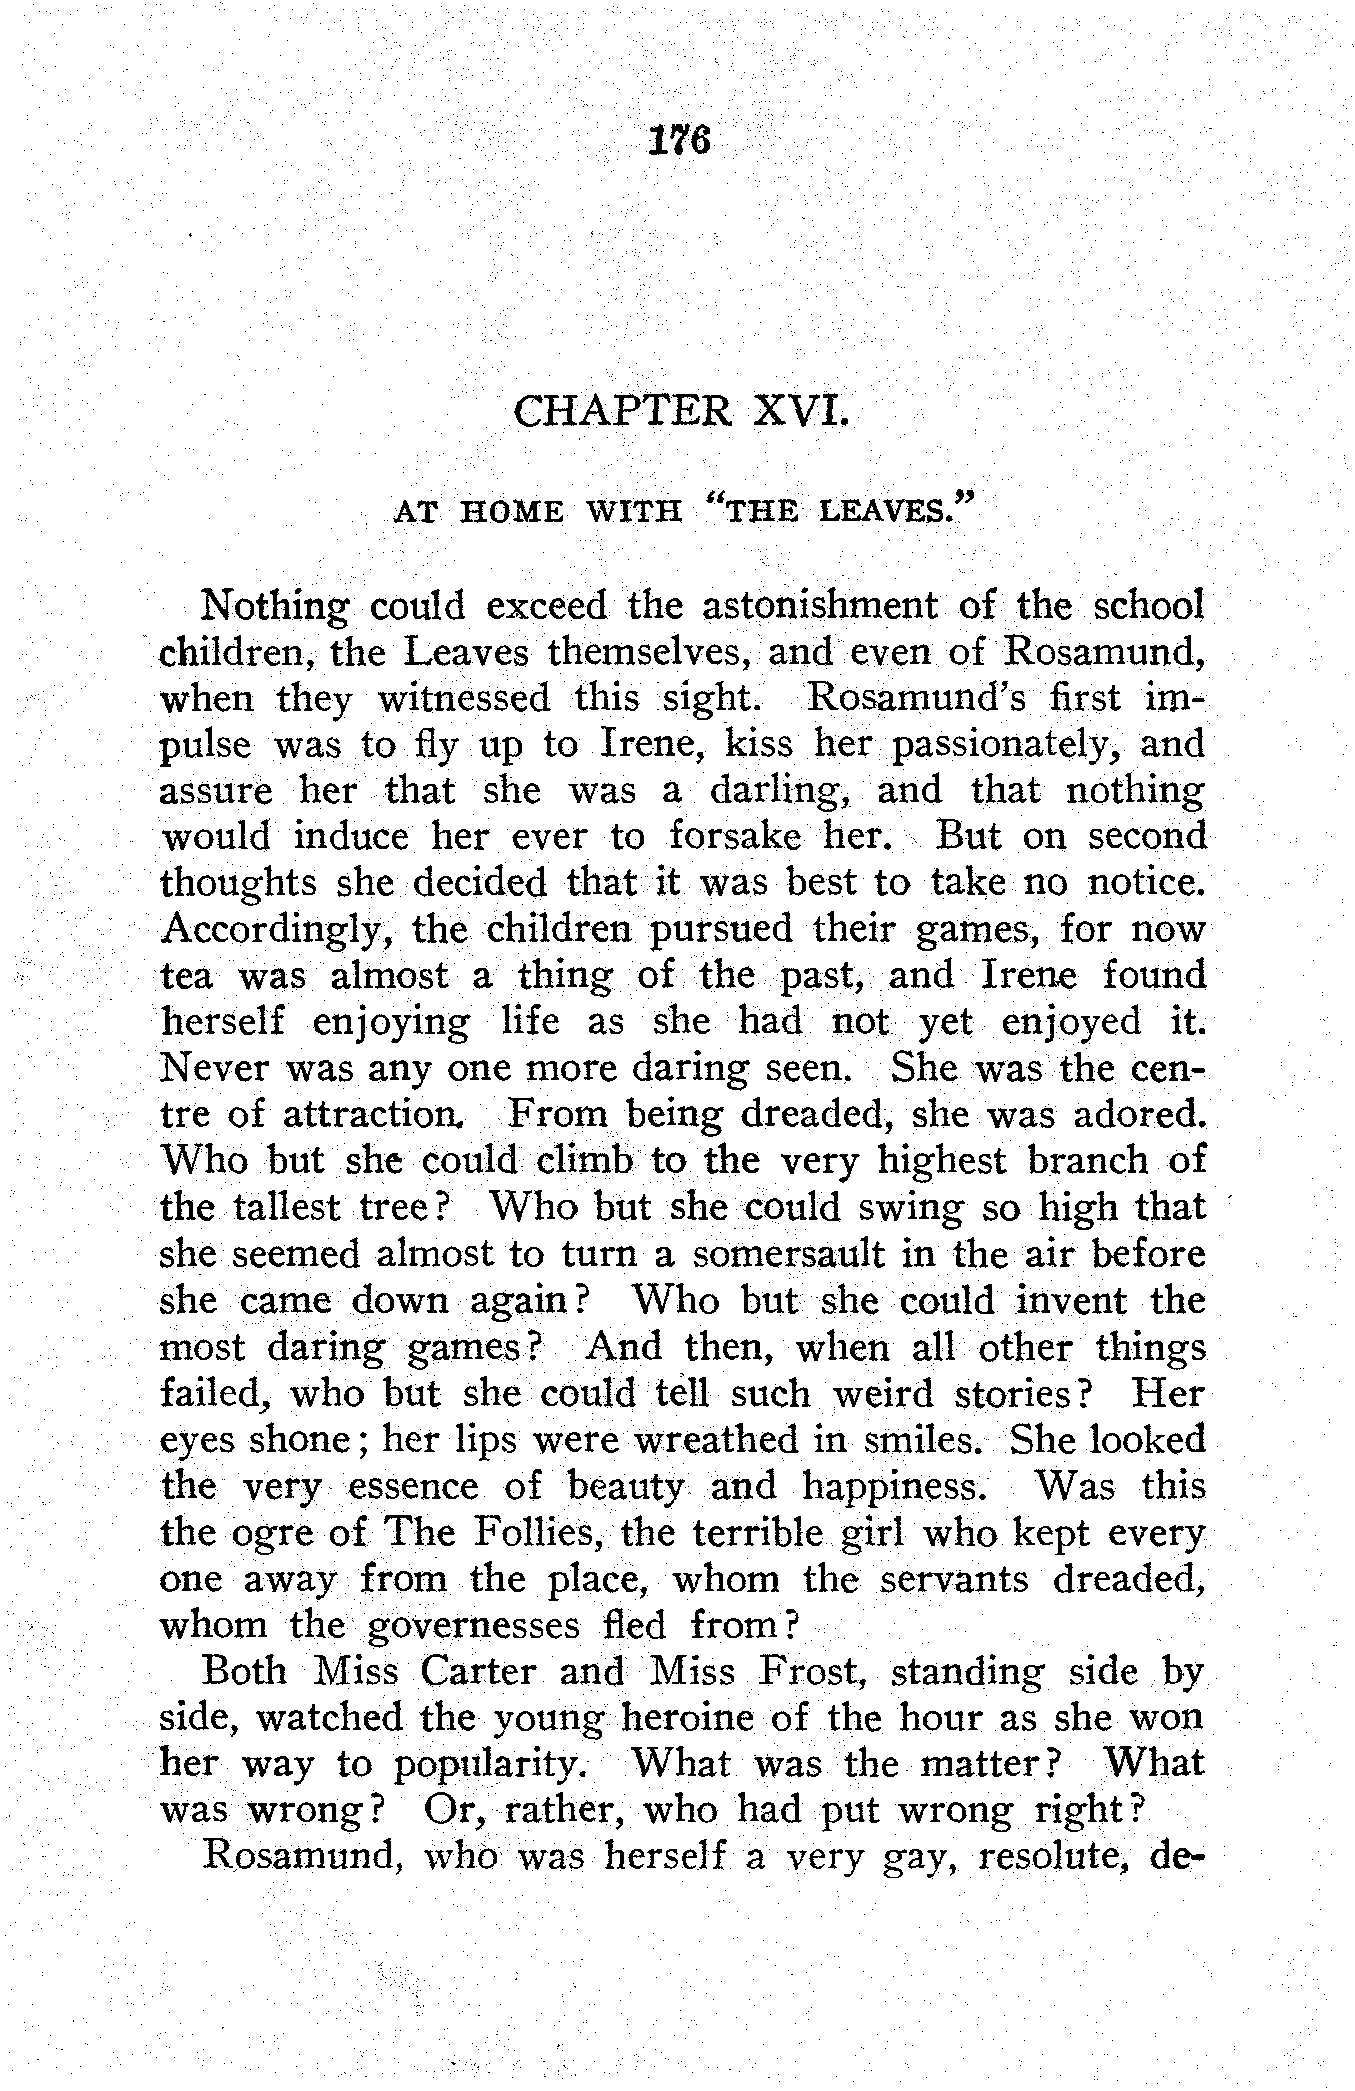 176
CHAPTER XVI.
AT HOME WITH “THE LEAVES.”
Nothing could exceed the astonishment of the school
children, the Leaves themselves, and even of Rosamund,
when they witnessed this sight. Rosamund's first im-
pulse was to fly up to Irene, kiss her passionately, and
assure her that she was a darling, and that nothing
would induce her ever to forsake her. But on second
thoughts she decided that it was best to take no notice.
Accordingly, the children pursued their games, for now
tea was almost a thing of the past, and Irene found
herself enjoying life as she had not yet enjoyed it.
Never was any one more daring seen. She was the cen-
tre of attraction. From being dreaded, she was adored.
Who but she could climb to the very highest branch of
the tallest tree? Who but she could swing so high that
she seemed almost to turn a somersault in the air before
she came down again? Who but she could invent the
most daring games? And then, when all other things
failed, who but she could tell such weird stories? Her
eyes shone; her lips were wreathed in smiles. She looked
the very essence of beauty and happiness. Was this
the ogre of The Follies, the terrible girl who kept every
one away from the place, whom the servants dreaded,
whom the governesses fled from?
Both Miss Carter and Miss Frost, standing side by
side, watched the young heroine of the hour as she won
her way to popularity. What was the matter? What
was wrong? Or, rather, who had put wrong right?
Rosamund, who was herself a very gay, resolute, de-